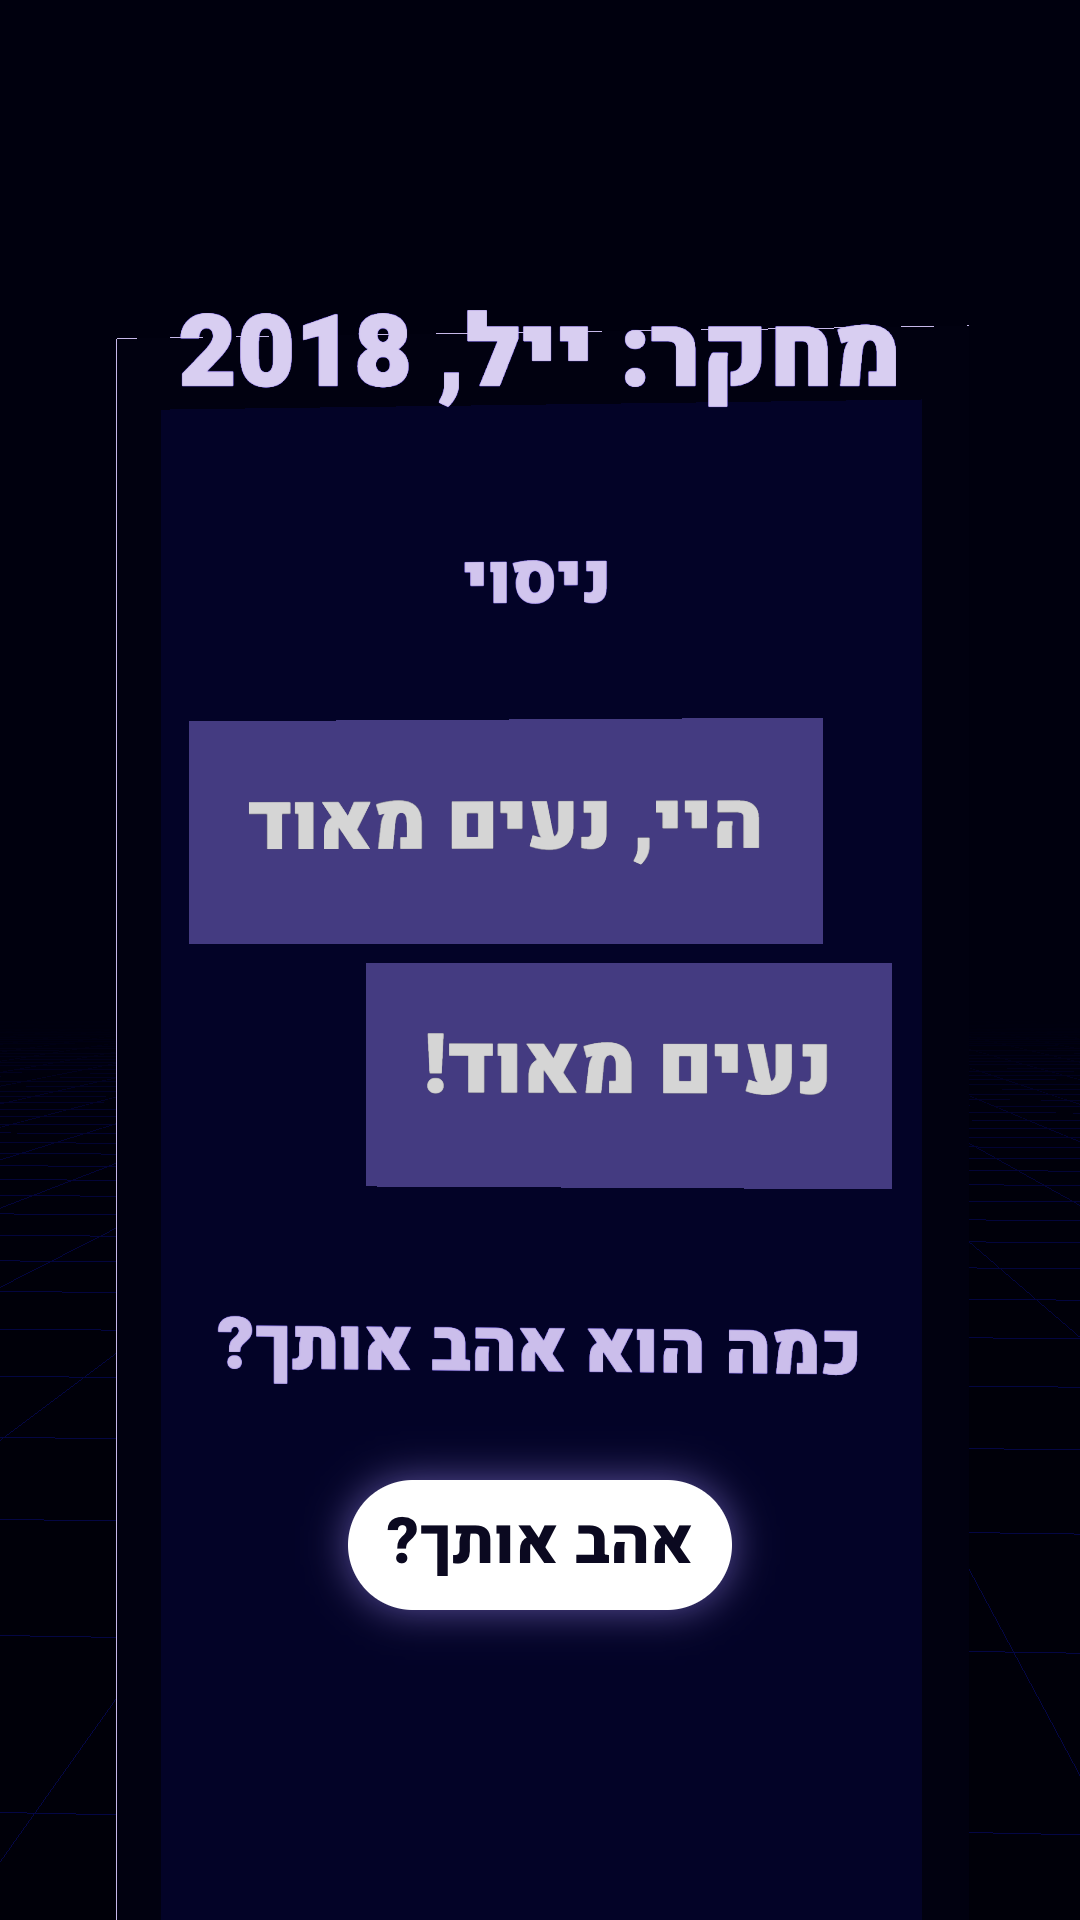 מחקר: ייל, 2018
ניסוי
היי, נעים מאוד
נעים מאוד!
כמה הוא אהב אותך?
אהב אותך?